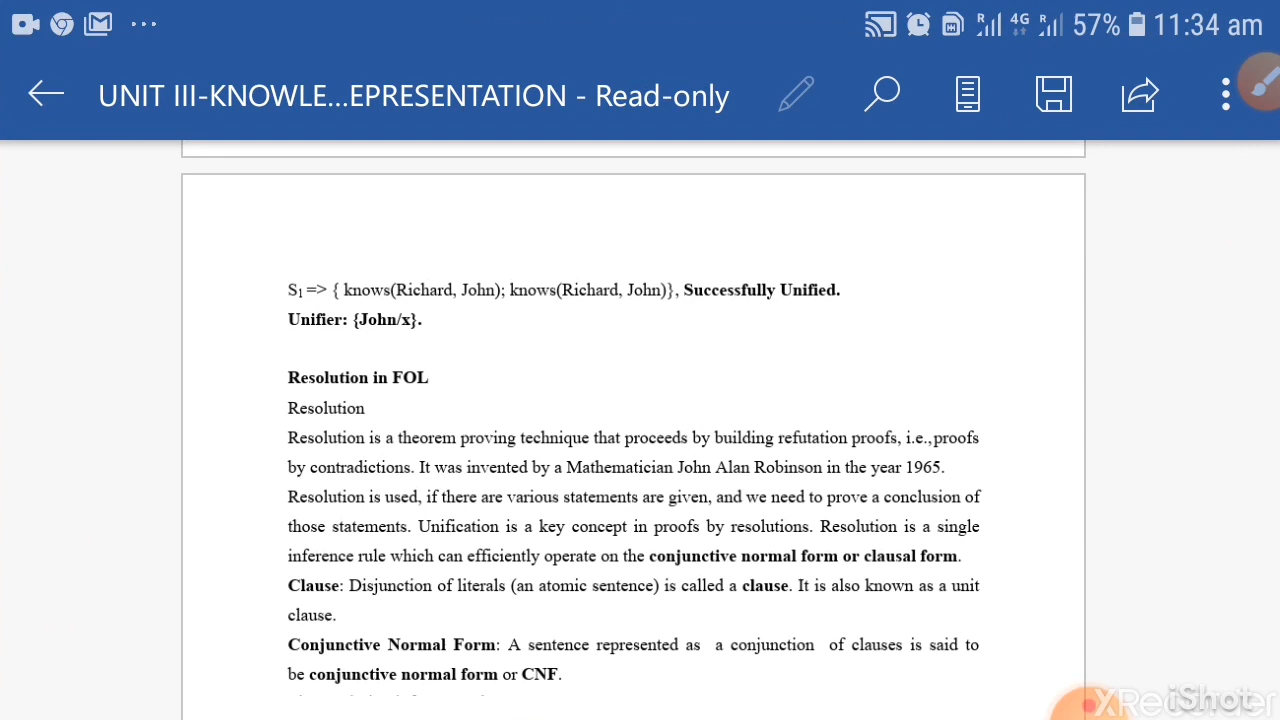 R 4G R 57% 11:34 am
UNIT III-KNOWLE...EPRESENTATION - Read-only
S1 => { knows(Richard, John); knows(Richard, John)}, Successfully Unified.
Unifier: {John/x}.
Resolution in FOL
Resolution
Resolution is a theorem proving technique that proceeds by building refutation proofs, i.e., proofs
by contradictions. It was invented by a Mathematician John Alan Robinson in the year 1965.
Resolution is used, if there are various statements are given, and we need to prove a conclusion of
those statements. Unification is a key concept in proofs by resolutions. Resolution is a single
inference rule which can efficiently operate on the conjunctive normal form or clausal form.
Clause: Disjunction of literals (an atomic sentence) is called a clause. It is also known as a unit
clause.
Conjunctive Normal Form: A sentence represented as a conjunction of clauses is said to
be conjunctive normal form or CNF.
iShot